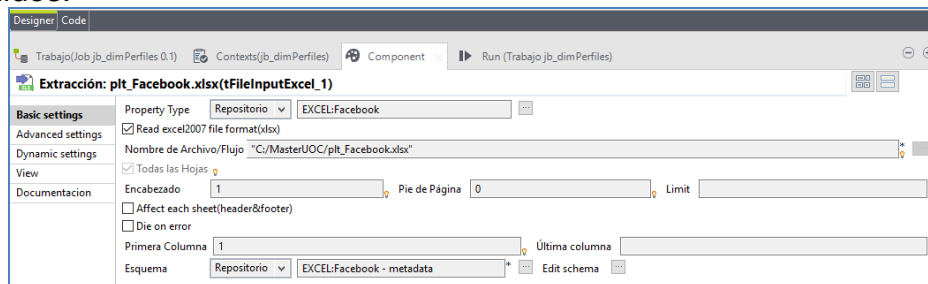 Designer Code
Trabajo(Job jb_dimPerfiles 0.1) Contexts(jb_dimPerfiles) Component Run (Trabajo jb_dimPerfiles)
Extracción: plt_Facebook.xlsx(tFileInputExcel_1)
Basic settings
Advanced settings
Dynamic settings
View
Documentacion
Property Type Repositorio EXCEL:Facebook ...
Read excel2007 file format(xlsx)
Nombre de Archivo/Flujo "C:/MasterUOC/plt_Facebook.xlsx" *
Todas las Hojas
Encabezado 1 Pie de Página 0 Limit
Affect each sheet(header&footer)
Die on error
Primera Columna 1 Última columna
Esquema Repositorio EXCEL:Facebook - metadata * ... Edit schema ...